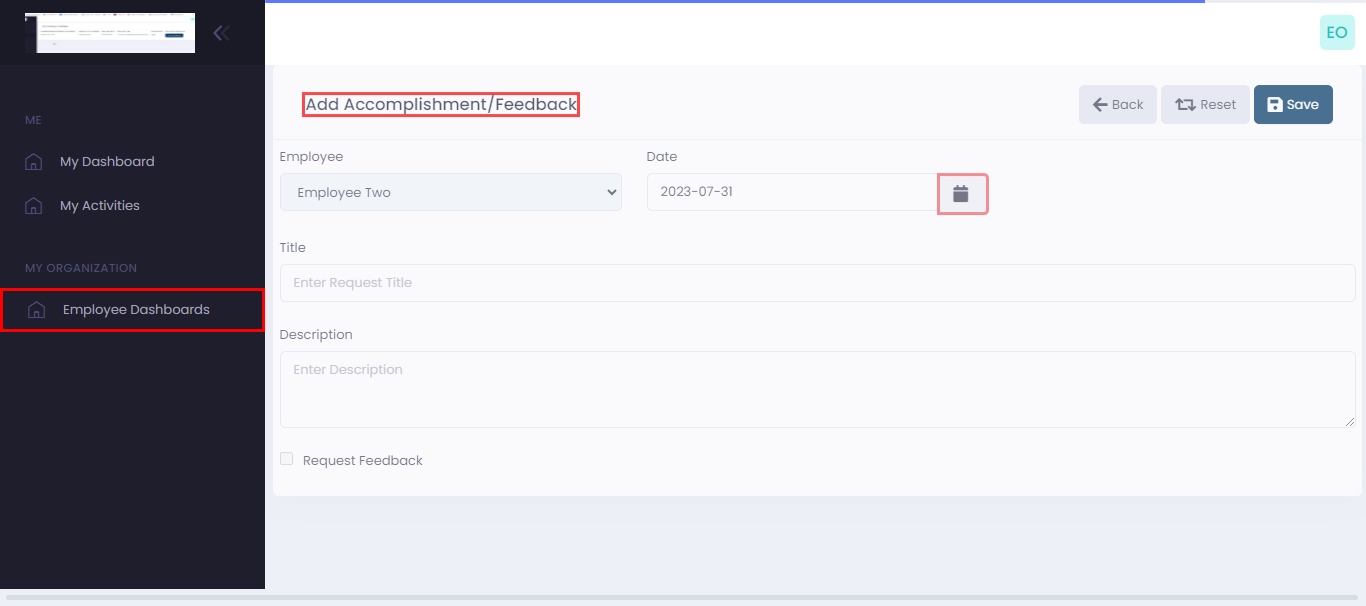 EO
ME
My Dashboard
My Activities
MY ORGANIZATION
Employee Dashboards
Add Accomplishment/Feedback
Back
Reset
Save
Employee
Date
Employee Two
2023-07-31
Title
Enter Request Title
Description
Enter Description
Request Feedback